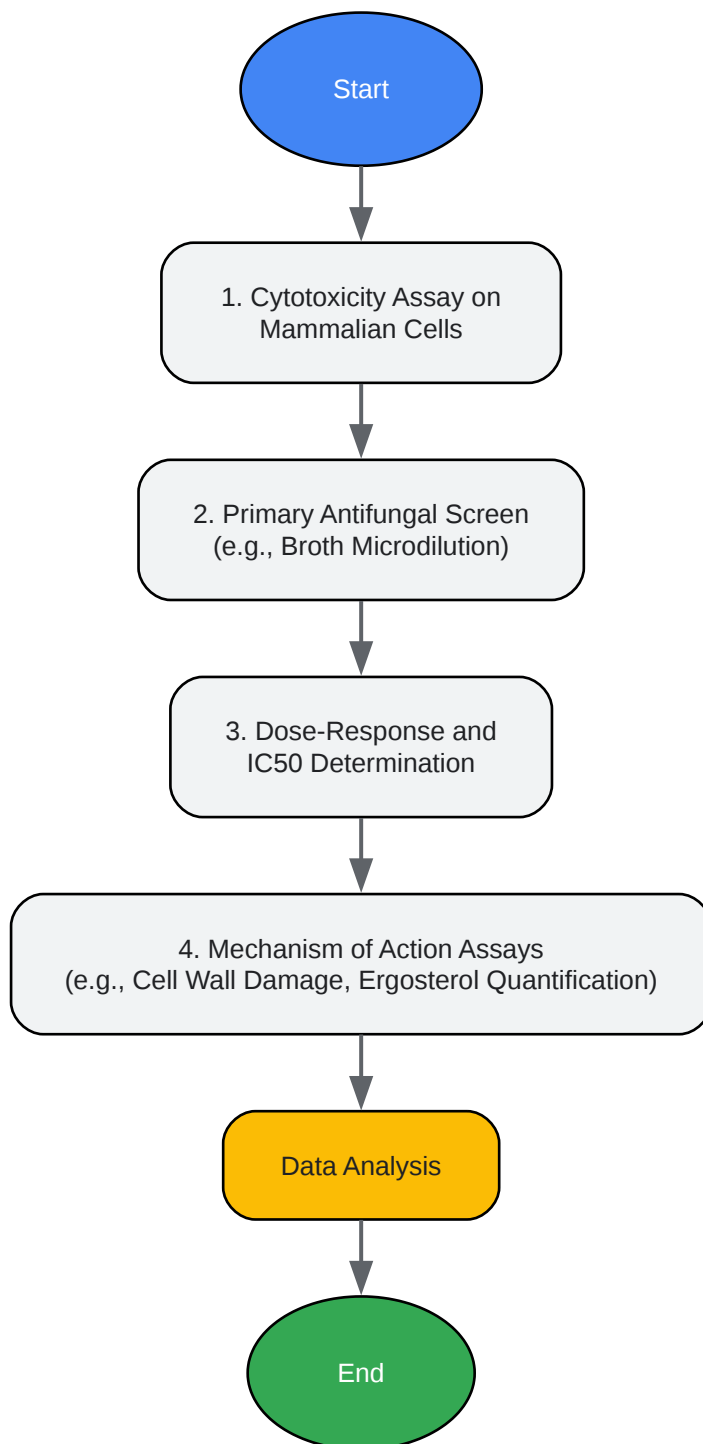 Start
1. Cytotoxicity Assay on
Mammalian Cells
2. Primary Antifungal Screen
(e.g., Broth Microdilution)
3. Dose-Response and
IC50 Determination
4. Mechanism of Action Assays
(e.g., Cell Wall Damage, Ergosterol Quantification)
Data Analysis
End